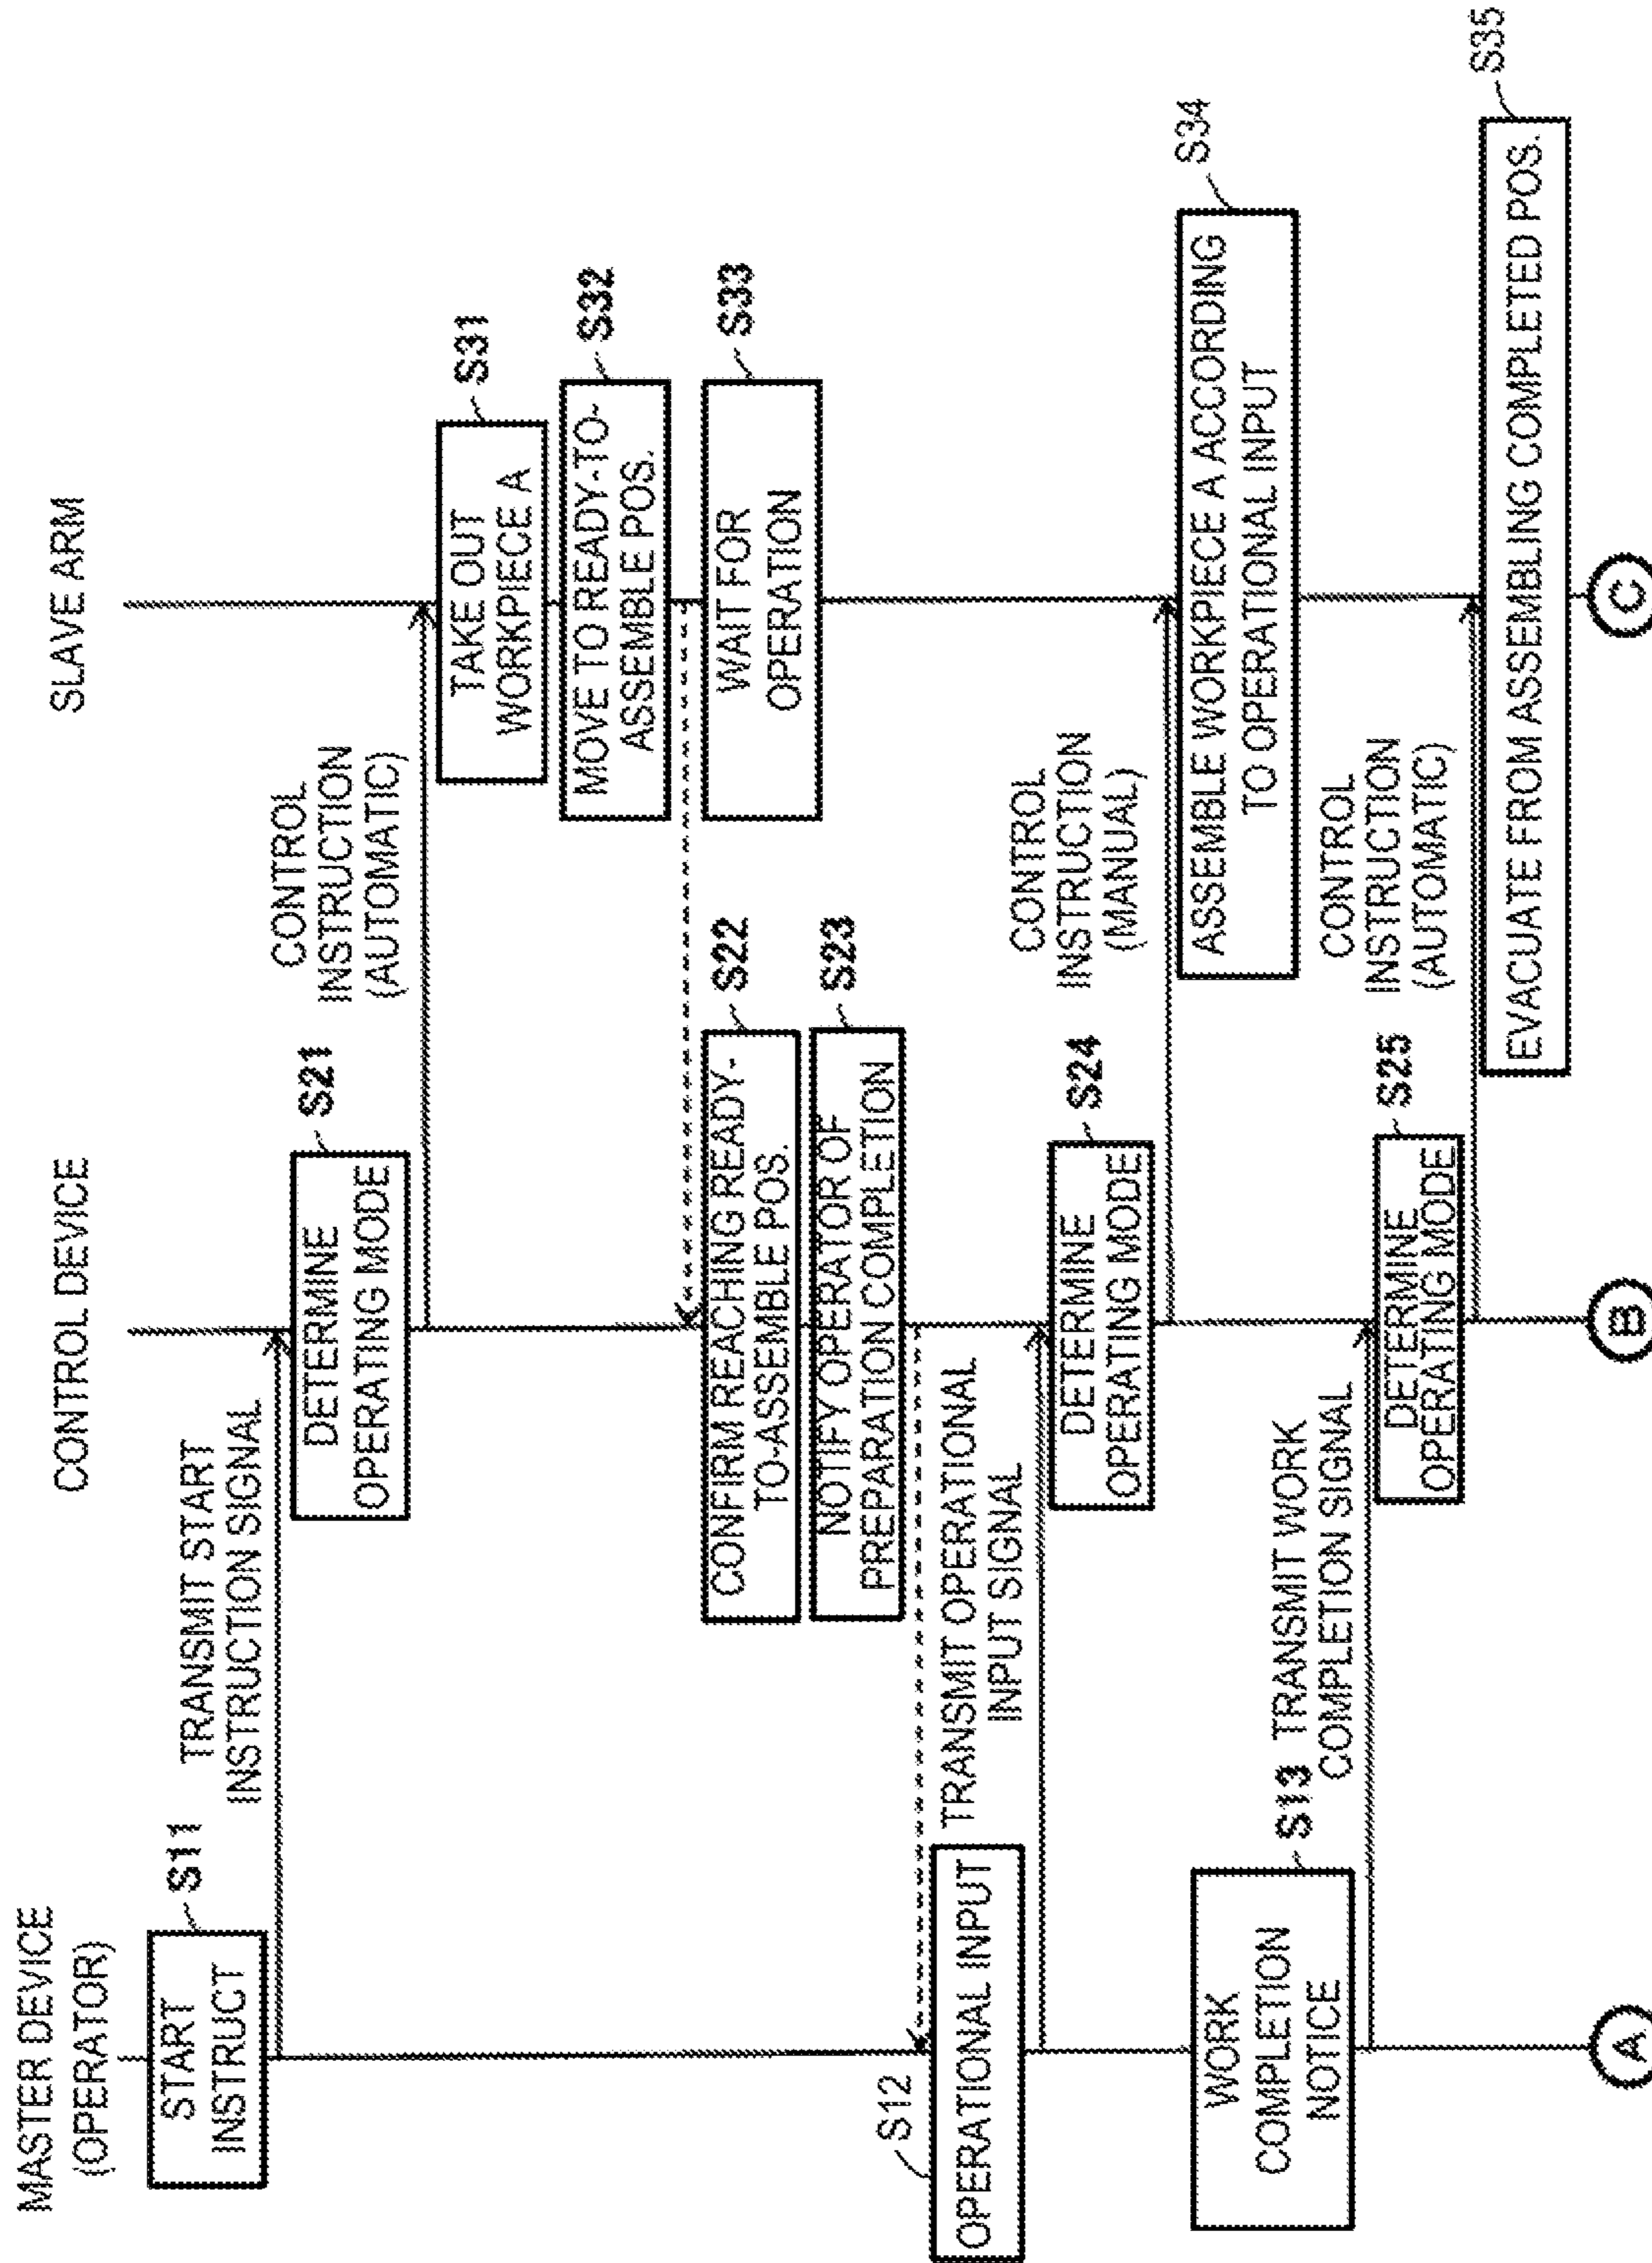 MASTER DEVICE
(OPERATOR)
CONTROL DEVICE
SLAVE ARM
START
INSTRUCT
S11
TRANSMIT START
INSTRUCTION SIGNAL
DETERMINE
OPERATING MODE
S21
CONTROL
INSTRUCTION
(AUTOMATIC)
TAKE OUT
WORKPIECE A
S31
MOVE TO READY-TO-
ASSEMBLE POS.
S32
CONFIRM REACHING READY-
TO-ASSEMBLE POS.
S22
WAIT FOR
OPERATION
S33
NOTIFY OPERATOR OF
PREPARATION COMPLETION
S23
S12
OPERATIONAL INPUT
TRANSMIT OPERATIONAL
INPUT SIGNAL
DETERMINE
OPERATING MODE
S24
CONTROL
INSTRUCTION
(MANUAL)
ASSEMBLE WORKPIECE A ACCORDING
TO OPERATIONAL INPUT
S34
WORK
COMPLETION
NOTICE
S13
TRANSMIT WORK
COMPLETION SIGNAL
DETERMINE
OPERATING MODE
S25
CONTROL
INSTRUCTION
(AUTOMATIC)
EVACUATE FROM ASSEMBLING COMPLETED POS.
S35
A
B
C